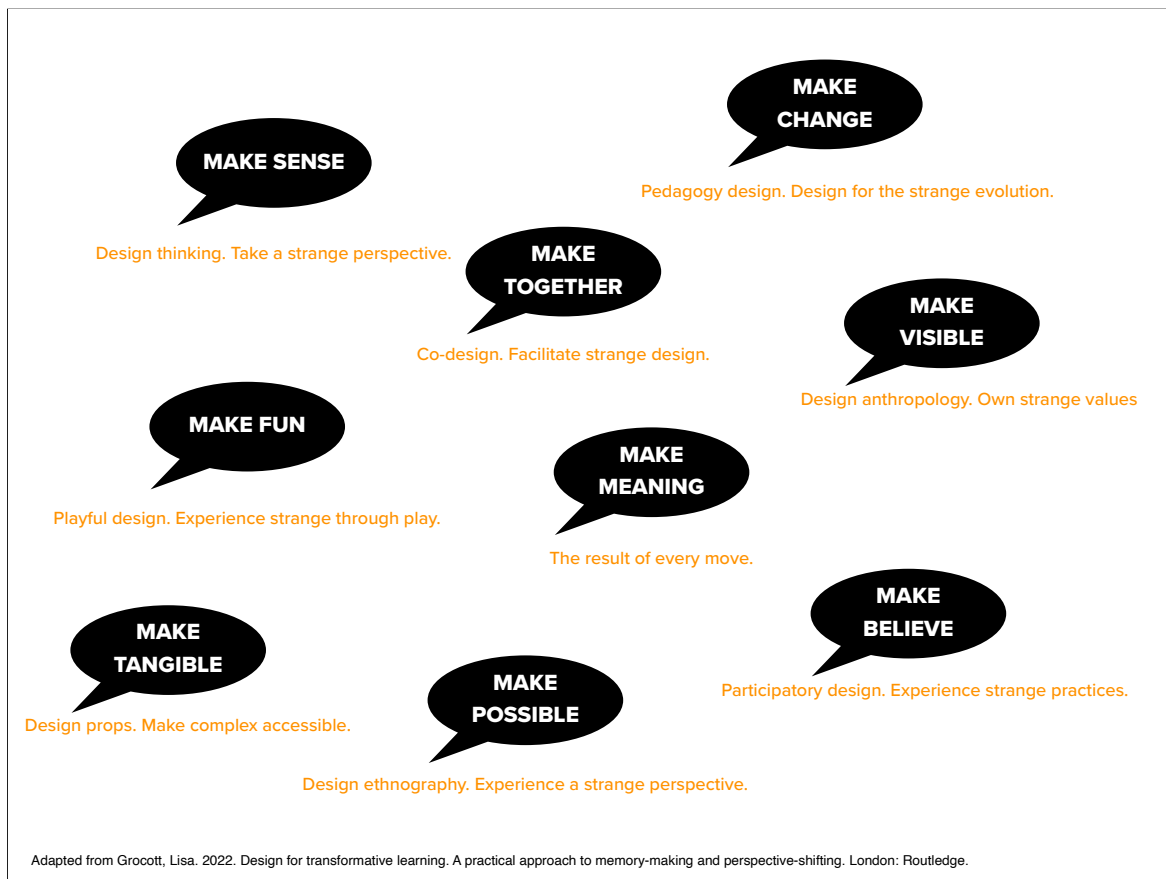 MAKE
CHANGE
Pedagogy design. Design for the strange evolution.
MAKE SENSE
Design thinking. Take a strange perspective.
MAKE
TOGETHER
Co-design. Facilitate strange design.
MAKE
VISIBLE
Design anthropology. Own strange values
MAKE FUN
Playful design. Experience strange through play.
MAKE
MEANING
The result of every move.
MAKE
BELIEVE
Participatory design. Experience strange practices.
MAKE
TANGIBLE
Design props. Make complex accessible.
MAKE
POSSIBLE
Design ethnography. Experience a strange perspective.
Adapted from Grocott, Lisa. 2022. Design for transformative learning. A practical approach to memory-making and perspective-shifting. London: Routledge.